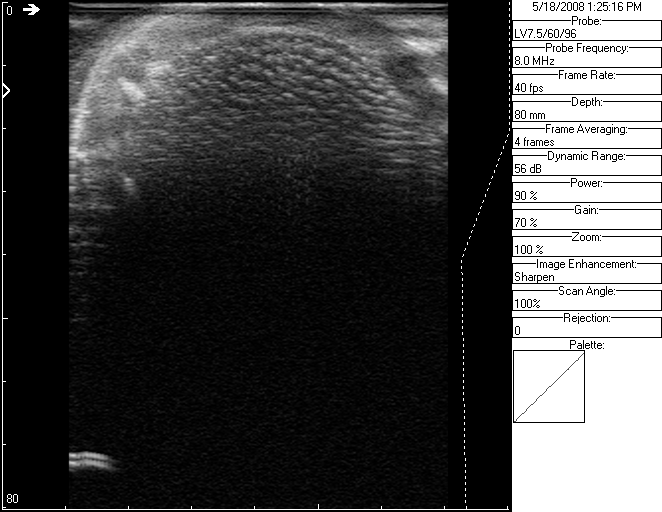 0
80
5/18/2008 1:25:16 PM
Probe:
LV7.5/60/96
Probe Frequency:
8.0 MHz
Frame Rate:
40 fps
Depth:
80 mm
Frame Averaging:
4 frames
Dynamic Range:
56 dB
Power:
90 %
Gain:
70 %
Zoom:
100 %
Image Enhancement:
Sharpen
Scan Angle:
100%
Rejection:
0
Palette: